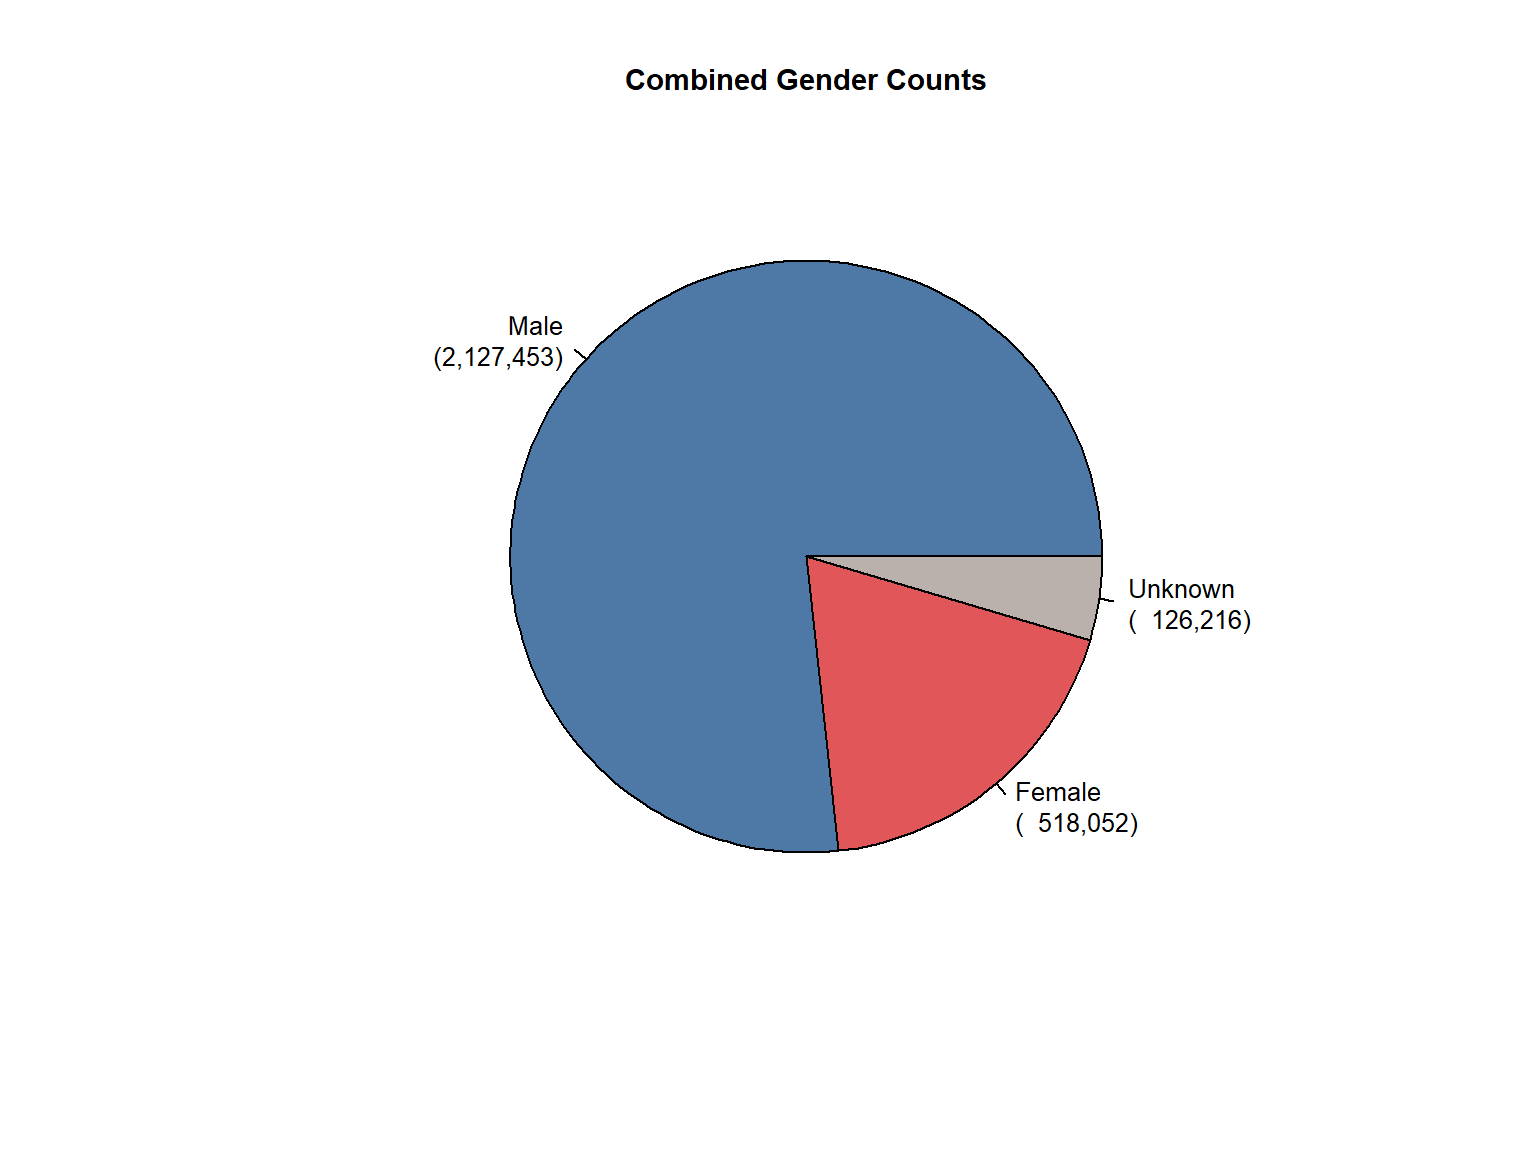 Combined Gender Counts
Male
(2,127,453)
Unknown
(  126,216)
Female
(  518,052)